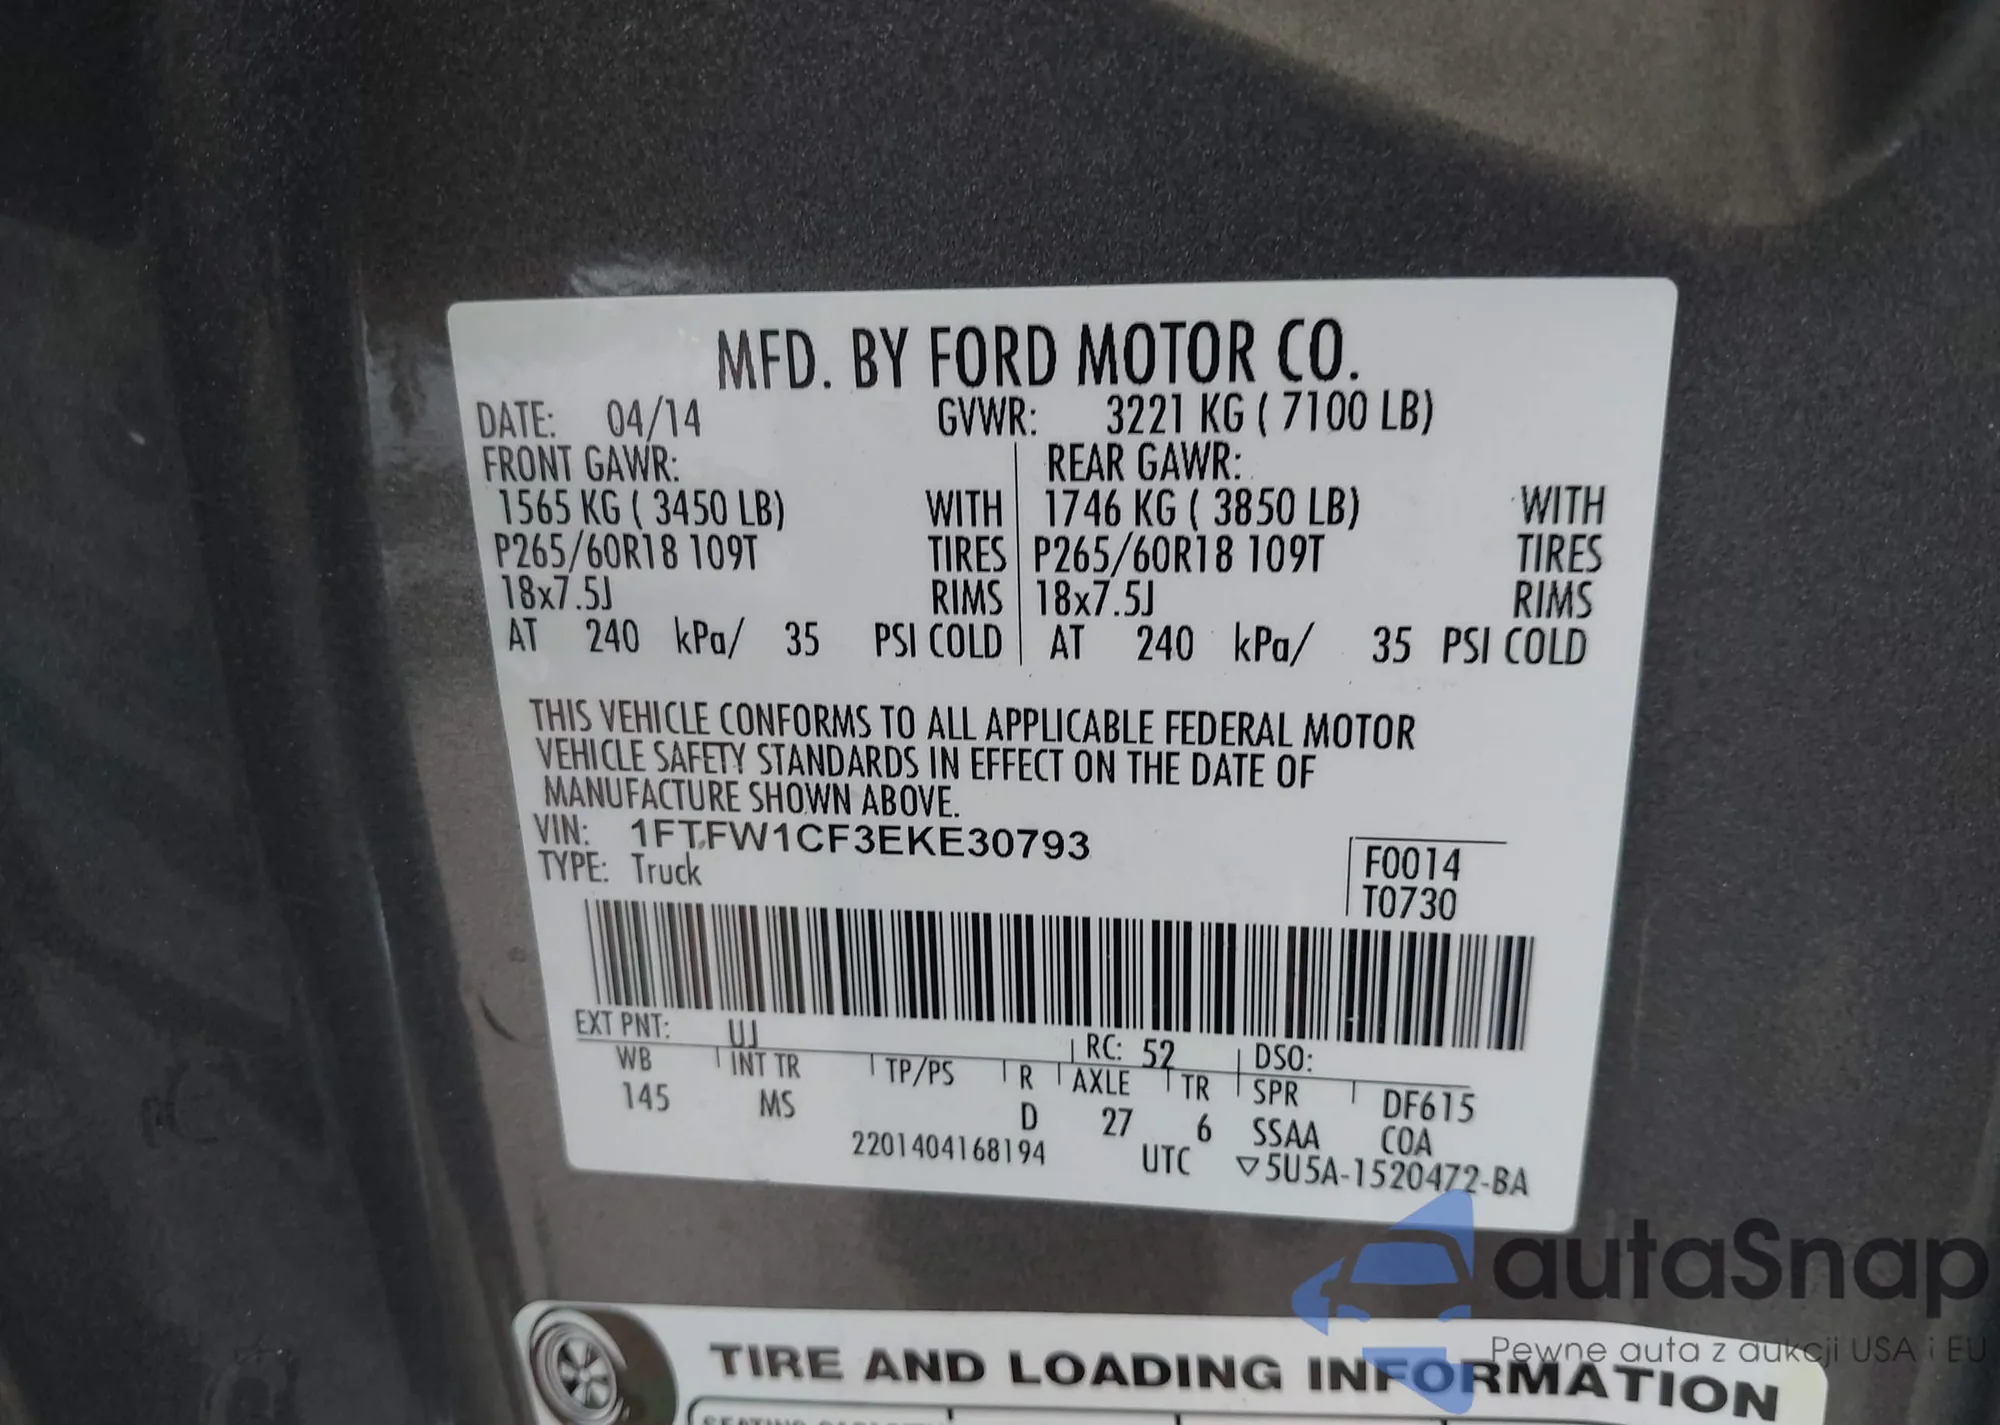 MFD. BY FORD MOTOR CO.
DATE: 04/14 GVWR: 3221 KG ( 7100 LB)
FRONT GAWR: REAR GAWR:
1565 KG ( 3450 LB) WITH 1746 KG ( 3850 LB) WITH
P265/60R18 109T TIRES P265/60R18 109T TIRES
18x7.5J RIMS 18x7.5J RIMS
AT 240 kPa/ 35 PSI COLD AT 240 kPa/ 35 PSI COLD
THIS VEHICLE CONFORMS TO ALL APPLICABLE FEDERAL MOTOR
VEHICLE SAFETY STANDARDS IN EFFECT ON THE DATE OF
MANUFACTURE SHOWN ABOVE.
VIN: 1FTFW1CF3EKE30793
TYPE: Truck
F0014
T0730
EXT PNT: UJ RC: 52 DSO:
WB INT TR TP/PS R AXLE TR SPR DF615
145 MS D 27 6 SSAA COA
2201404168194 UTC ▽5U5A-1520472-BA
autaSnap
Pewne auta z aukcji USA i EU
TIRE AND LOADING INFORMATION